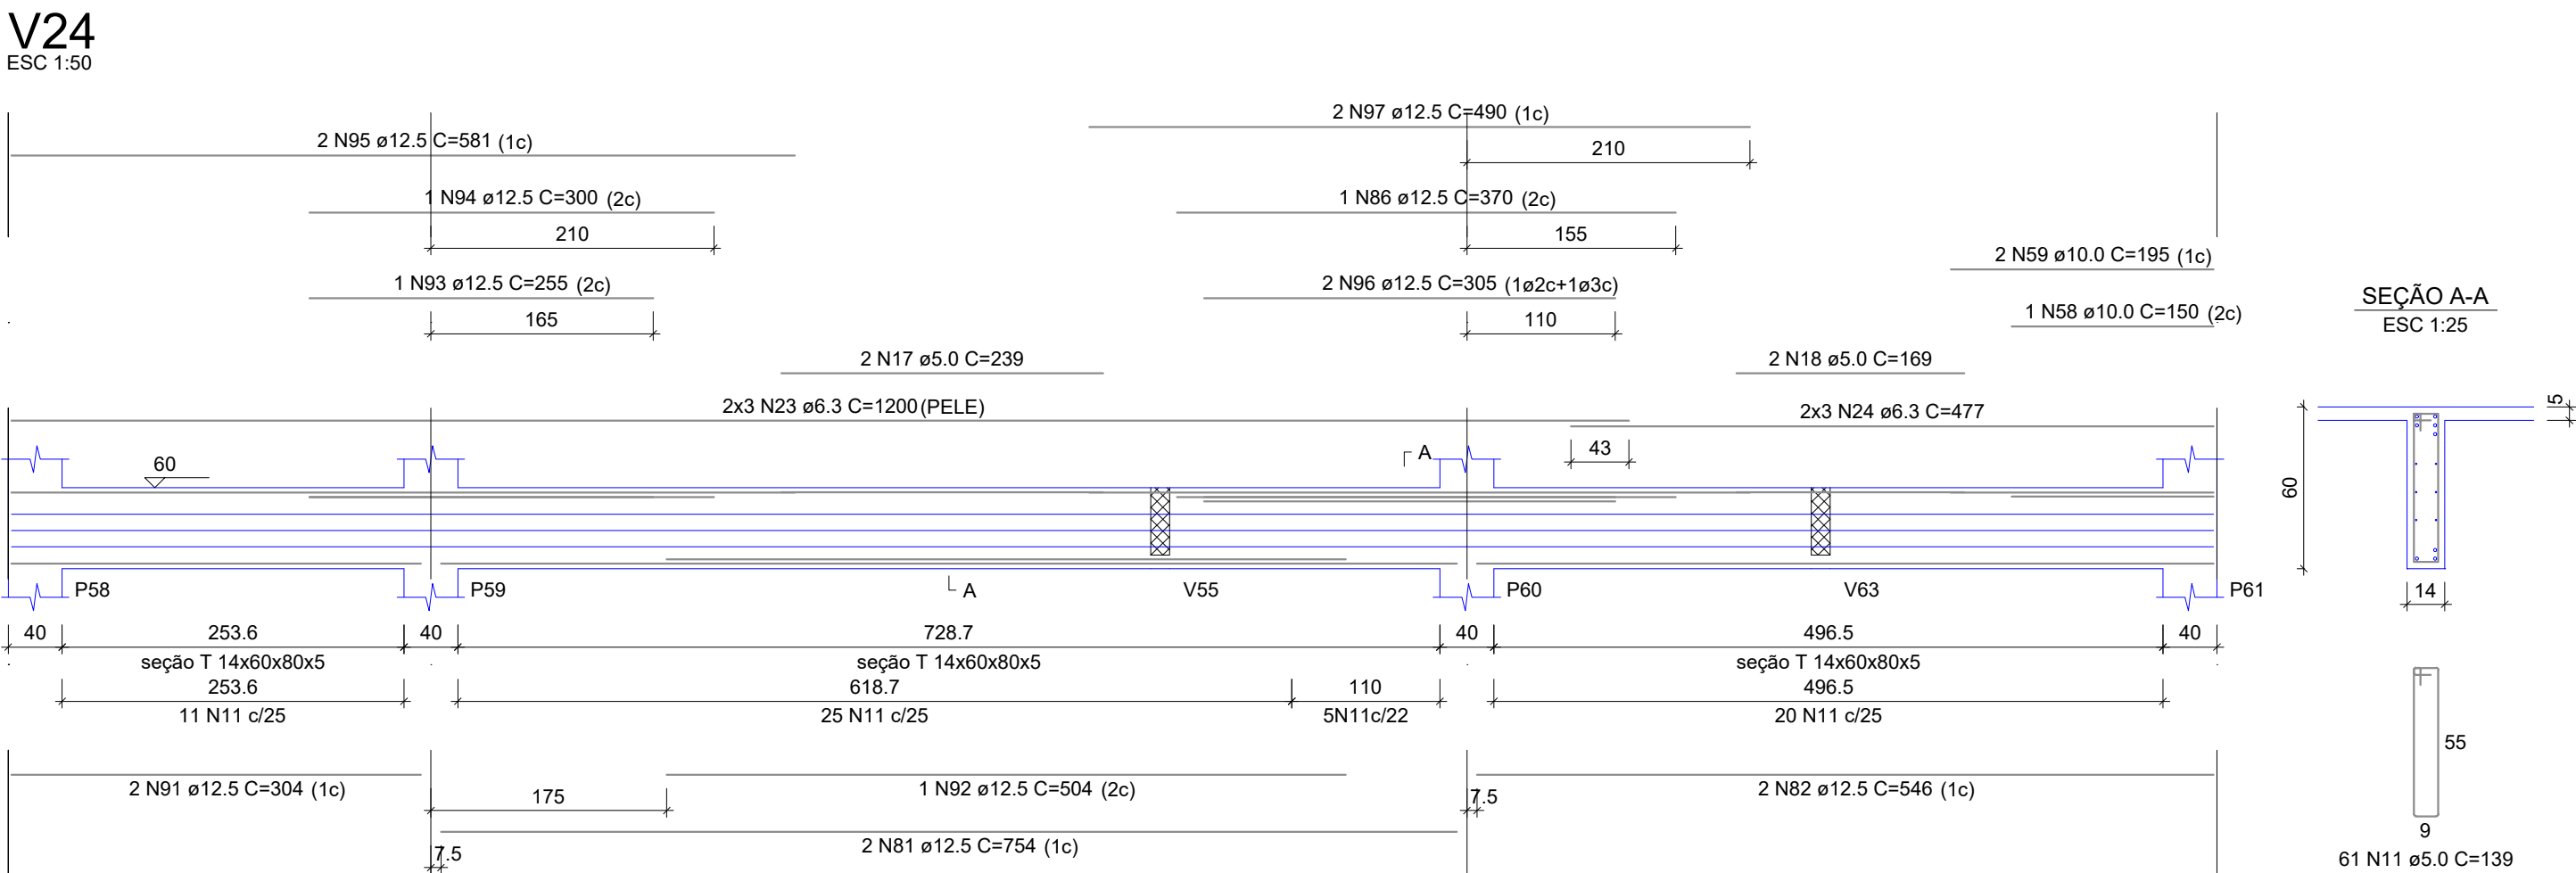 V24
ESC 1:50
2 N97 ø12.5 C=490 (1c)
2 N95 ø12.5 C=581 (1c)
210
1 N94 ø12.5 C=300 (2c)
1 N86 ø12.5 C=370 (2c)
210
155
2 N59 ø10.0 C=195 (1c)
1 N93 ø12.5 C=255 (2c)
2 N96 ø12.5 C=305 (1ø2c+1ø3c)
SEÇÃO A-A
165
110
1 N58 ø10.0 C=150 (2c)
ESC 1:25
2 N17 ø5.0 C=239
2 N18 ø5.0 C=169
2x3 N23 ø6.3 C=1200(PELE)
2x3 N24 ø6.3 C=477
5
60
A
43
60
P58
P59
A
V55
P60
V63
P61
14
40
253.6
40
728.7
40
496.5
40
seção T 14x60x80x5
seção T 14x60x80x5
seção T 14x60x80x5
253.6
618.7
110
496.5
11 N11 c/25
25 N11 c/25
5N11c/22
20 N11 c/25
55
2 N91 ø12.5 C=304 (1c)
175
1 N92 ø12.5 C=504 (2c)
7.5
2 N82 ø12.5 C=546 (1c)
9
2 N81 ø12.5 C=754 (1c)
7.5
61 N11 ø5.0 C=139